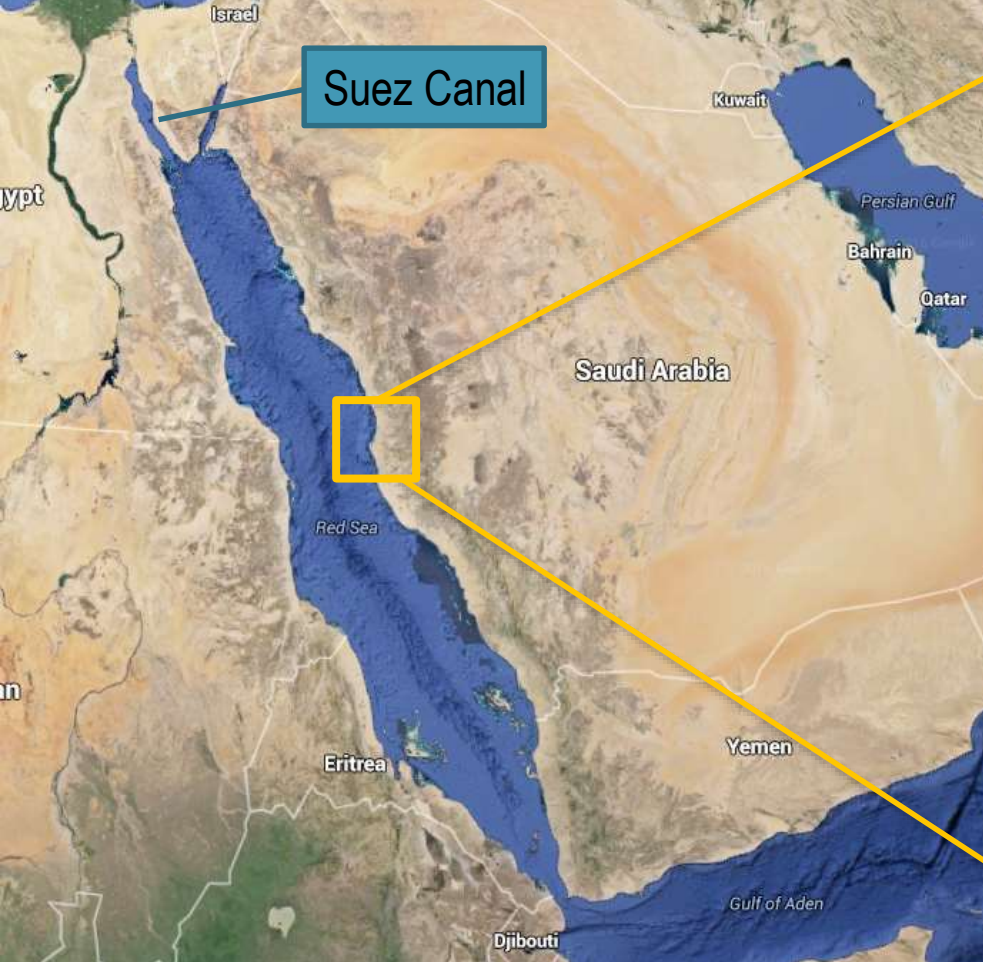 Israel
Suez Canal
Kuwait
ypt
Persian Gulf
Bahrain
Qatar
Saudi Arabia
Red Sea
an
Yemen
Eritrea
Gulf of Aden
Djibouti